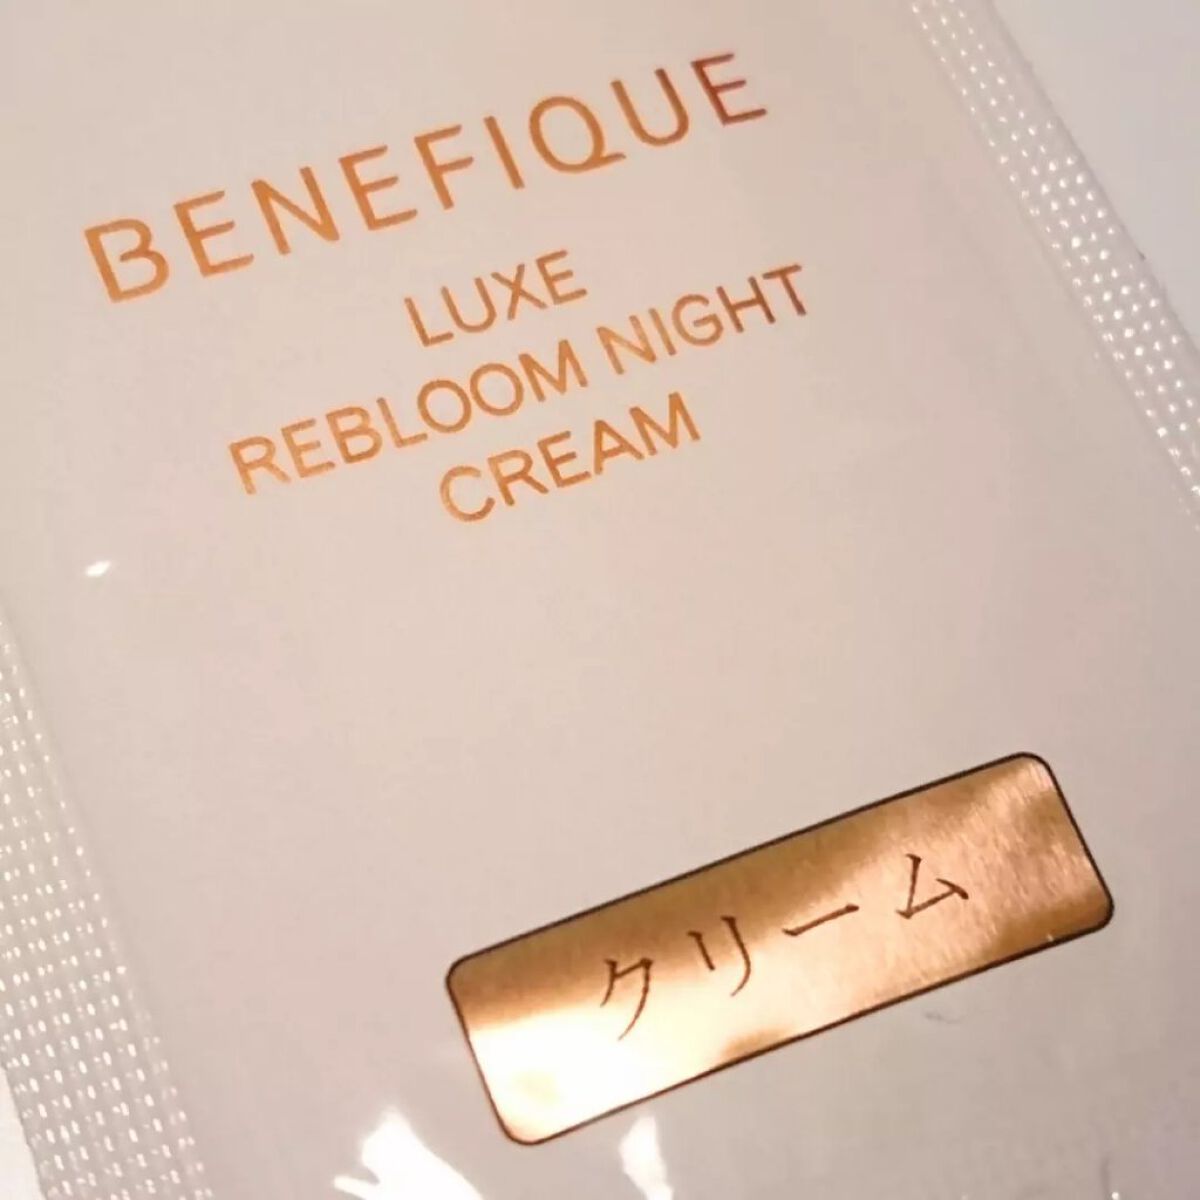 BENEFIQUE
LUXE
REBLOOM NIGHT
CREAM
クリーム